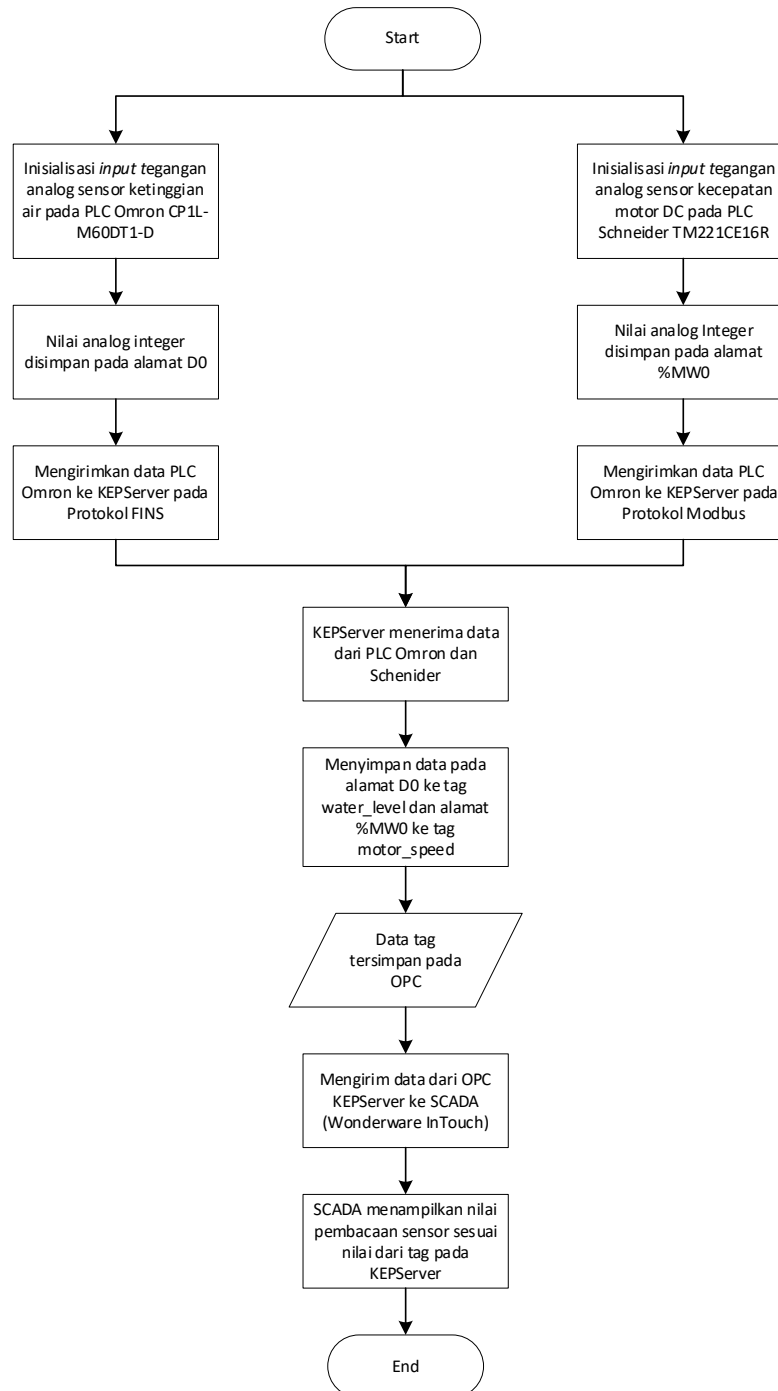 Start
Inisialisasi input tegangan
analog sensor ketinggian
air pada PLC Omron CP1L-
M60DT1-D
Inisialisasi input tegangan
analog sensor kecepatan
motor DC pada PLC
Schneider TM221CE16R
Nilai analog integer
disimpan pada alamat D0
Nilai analog Integer
disimpan pada alamat
%MW0
Mengirimkan data PLC
Omron ke KEPServer pada
Protokol FINS
Mengirimkan data PLC
Omron ke KEPServer pada
Protokol Modbus
KEPServer menerima data
dari PLC Omron dan
Schenider
Menyimpan data pada
alamat D0 ke tag
water_level dan alamat
%MW0 ke tag
motor_speed
Data tag
tersimpan pada
OPC
Mengirim data dari OPC
KEPServer ke SCADA
(Wonderware InTouch)
SCADA menampilkan nilai
pembacaan sensor sesuai
nilai dari tag pada
KEPServer
End